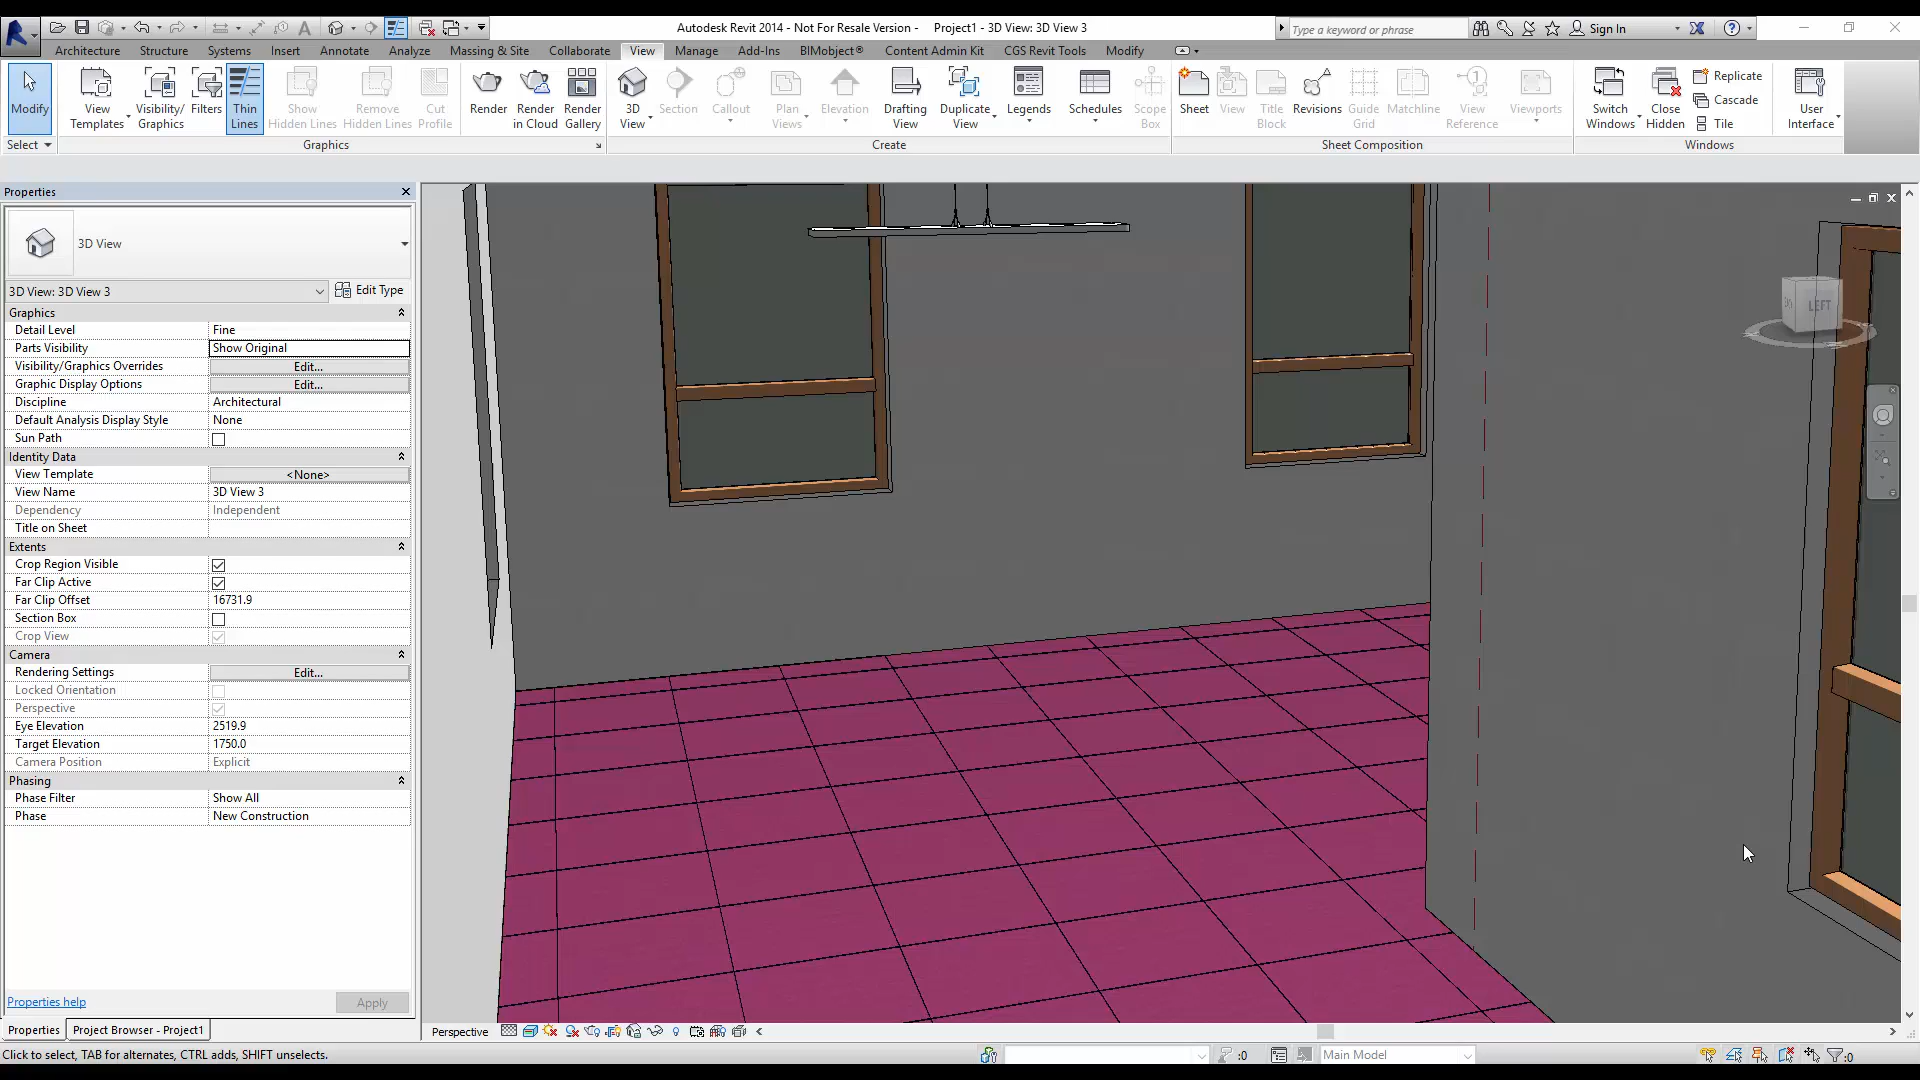 Autodesk Revit 2014 - Not For Resale Version -    Project1 - 3D View: 3D View 3
Type a keyword or phrase
Sign In
Architecture Structure Systems Insert Annotate Analyze Massing & Site Collaborate View Manage Add-Ins BIMobject® Content Admin Kit CGS Revit Tools Modify
Modify
View Templates
Visibility/ Graphics
Filters
Thin Lines
Show Hidden Lines
Remove Hidden Lines
Cut Profile
Render
Render in Cloud
Render Gallery
3D View
Section
Callout
Plan Views
Elevation
Drafting View
Duplicate View
Legends
Schedules
Scope Box
Sheet
View
Title Block
Revisions
Guide Grid
Matchline
View Reference
Viewports
Switch Windows
Close Hidden
Replicate
Cascade
Tile
User Interface
Select
Graphics
Create
Sheet Composition
Windows
Properties
3D View
3D View: 3D View 3
Edit Type
Graphics
Detail Level Fine
Parts Visibility Show Original
Visibility/Graphics Overrides Edit...
Graphic Display Options Edit...
Discipline Architectural
Default Analysis Display Style None
Sun Path
Identity Data
View Template <None>
View Name 3D View 3
Dependency Independent
Title on Sheet
Extents
Crop Region Visible
Far Clip Active
Far Clip Offset 16731.9
Section Box
Crop View
Camera
Rendering Settings Edit...
Locked Orientation
Perspective
Eye Elevation 2519.9
Target Elevation 1750.0
Camera Position Explicit
Phasing
Phase Filter Show All
Phase New Construction
LEFT
Properties help
Apply
Properties
Project Browser - Project1
Perspective
Click to select, TAB for alternates, CTRL adds, SHIFT unselects.
:0
Main Model
:0